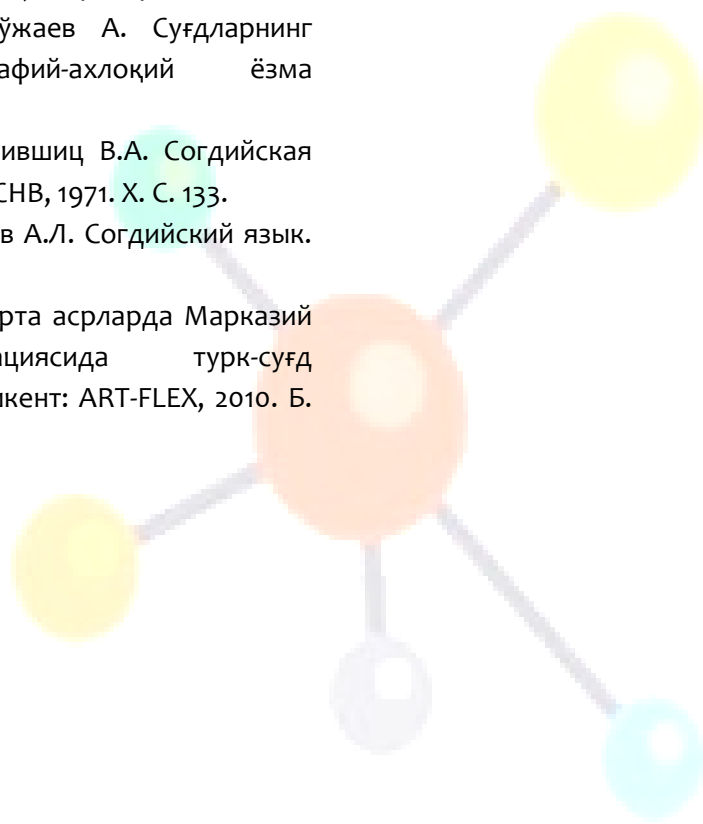 ўжаев А. Суғдларнинг
афий-ахлоқий ёзма
ившиц В.А. Согдийская
СНВ, 1971. X. С. 133.
в А.Л. Согдийский язык.
рта асрларда Марказий
ациясида турк-суғд
кент: ART-FLEX, 2010. Б.